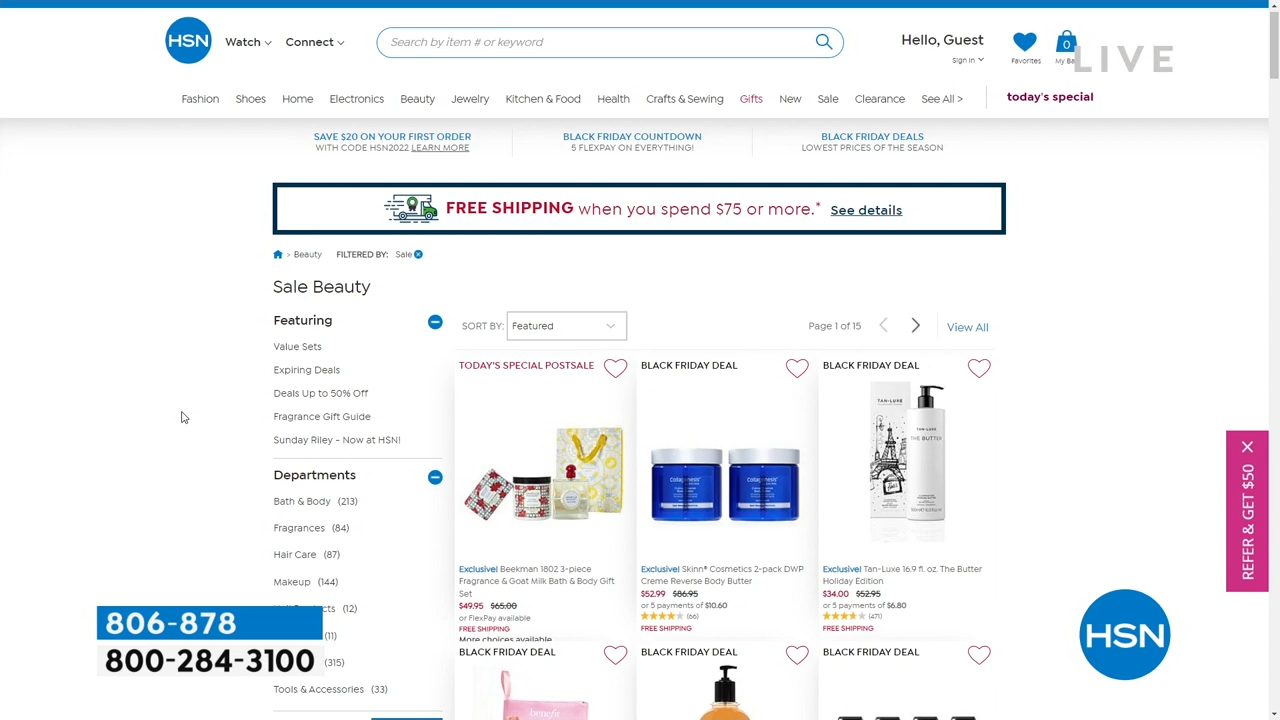 HSN
Watch
Connect
Search by item # or keyword
Hello, Guest
Sign In
Favorites
0
LIVE
Fashion
Shoes
Home
Electronics
Beauty
Jewelry
Kitchen & Food
Health
Crafts & Sewing
Gifts
New
Sale
Clearance
See All >
today's special
SAVE $20 ON YOUR FIRST ORDER
WITH CODE HSN2022 LEARN MORE
BLACK FRIDAY COUNTDOWN
5 FLEXPAY ON EVERYTHING!
BLACK FRIDAY DEALS
LOWEST PRICES OF THE SEASON
FREE SHIPPING when you spend $75 or more.* See details
> Beauty FILTERED BY: Sale
Sale Beauty
Featuring
Value Sets
Expiring Deals
Deals Up to 50% Off
Fragrance Gift Guide
Sunday Riley - Now at HSN!
Departments
Bath & Body (213)
Fragrances (84)
Hair Care (87)
Makeup (144)
(12)
(11)
(315)
Tools & Accessories (33)
SORT BY: Featured
Page 1 of 15
View All
TODAY'S SPECIAL POSTSALE
Exclusive! Beekman 1802 3-piece
Fragrance & Goat Milk Bath & Body Gift
Set
$49.95 $65.00
or FlexPay available
FREE SHIPPING
More choices available
BLACK FRIDAY DEAL
Collagenesis
Collagenesis
Exclusive! Skinn® Cosmetics 2-pack DWP
Creme Reverse Body Butter
$52.99 $86.95
or 5 payments of $10.60
(66)
FREE SHIPPING
BLACK FRIDAY DEAL
TAN-LUXE
TAN-LUXE
THE BUTTER
Exclusive! Tan-Luxe 16.9 fl. oz. The Butter
Holiday Edition
$34.00 $52.95
or 5 payments of $6.80
(471)
FREE SHIPPING
BLACK FRIDAY DEAL
benefit
BLACK FRIDAY DEAL
BLACK FRIDAY DEAL
REFER & GET $50
806-878
800-284-3100
HSN